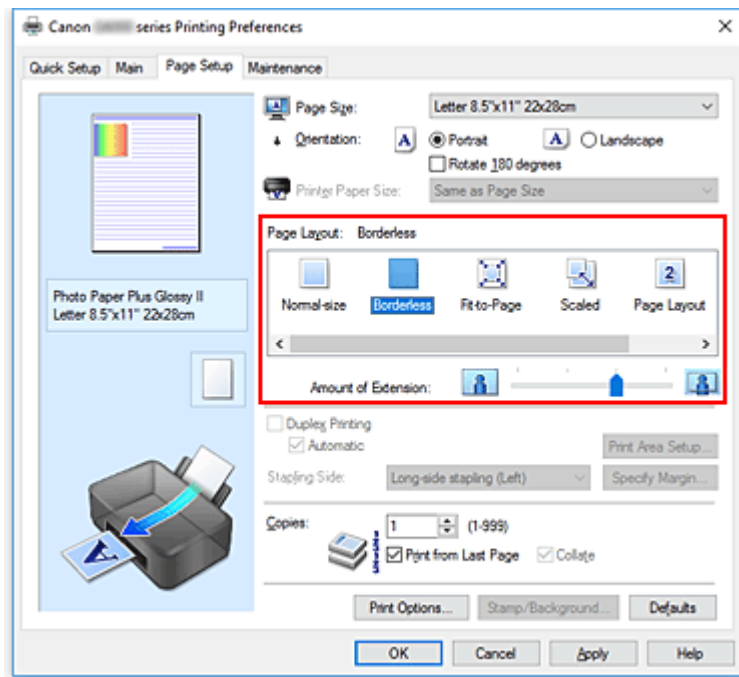 Canon series Printing Preferences
Quick Setup Main Page Setup Maintenance
Page Size: Letter 8.5"x11" 22x28cm
Orientation: A Portrait A Landscape
Rotate 180 degrees
Printer Paper Size: Same as Page Size
Page Layout: Borderless
Normal-size Borderless Fit-to-Page Scaled Page Layout
2
Photo Paper Plus Glossy II
Letter 8.5"x11" 22x28cm
Amount of Extension:
Duplex Printing
Automatic Print Area Setup...
Stapling Side: Long-side stapling (Left) Specify Margin...
Copies: 1 (1-999)
Print from Last Page Collate
A
Print Options... Stamp/Background... Defaults
OK Cancel Apply Help